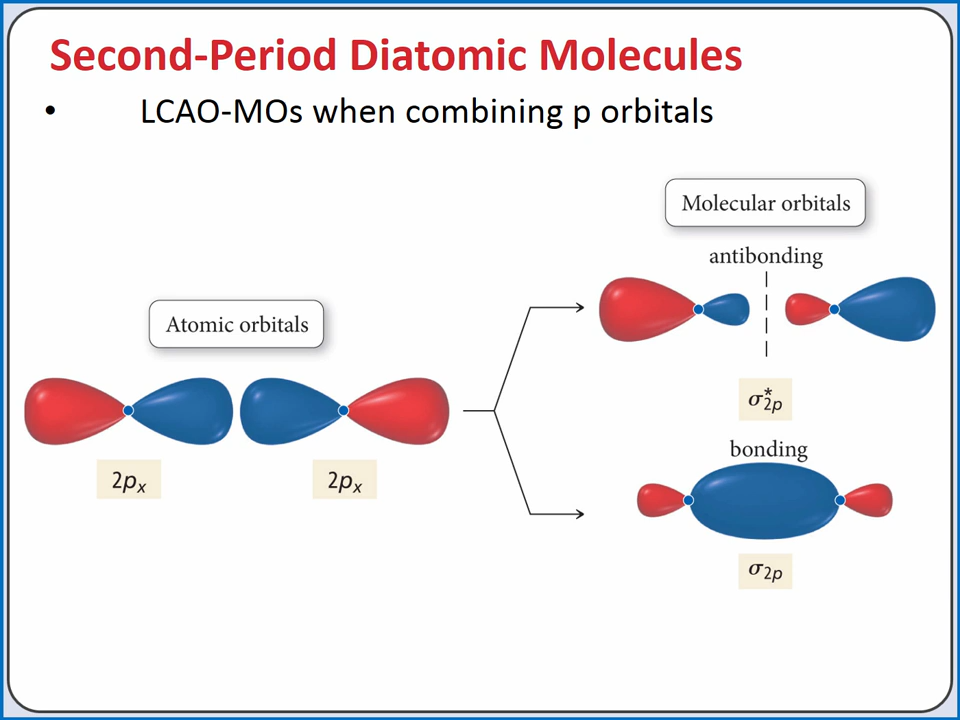 Second-Period Diatomic Molecules
• LCAO-MOs when combining p orbitals
Molecular orbitals
antibonding
Atomic orbitals
σ*2p
bonding
2px
2px
σ2p